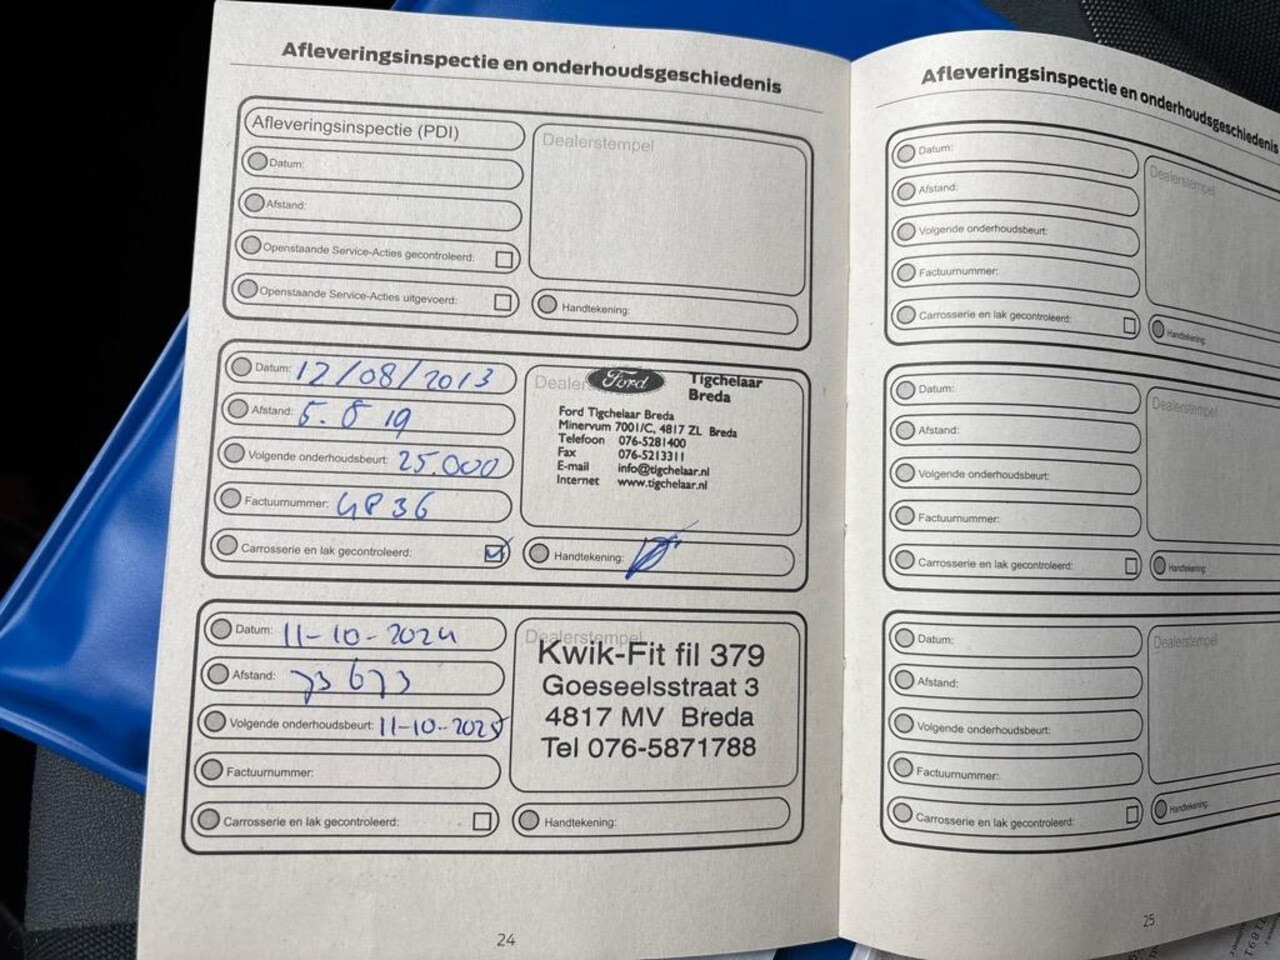 Afleveringsinspectie en onderhoudsgeschiedenis
Afleveringsinspectie (PDI)
Datum:
Afstand:
Openstaande Service-Acties gecontroleerd:
Openstaande Service-Acties uitgevoerd:
Dealerstempel
Handtekening:
Datum: 12/08/2013
Afstand: 5.819
Volgende onderhoudsbeurt: 25.000
Factuurnummer: 4836
Carrosserie en lak gecontroleerd:
Dealer
Ford
Tigchelaar
Breda
Ford Tigchelaar Breda
Minervum 7001/C, 4817 ZL Breda
Telefoon 076-5281400
Fax 076-5213311
E-mail info@tigchelaar.nl
Internet www.tigchelaar.nl
Handtekening:
Datum: 11-10-2024
Afstand: 73 673
Volgende onderhoudsbeurt: 11-10-2025
Factuurnummer:
Carrosserie en lak gecontroleerd:
Dealerstempel
Kwik-Fit fil 379
Goeseelsstraat 3
4817 MV Breda
Tel 076-5871788
Handtekening:
24
Afleveringsinspectie en onderhoudsgeschiedenis
Datum:
Afstand:
Volgende onderhoudsbeurt:
Factuurnummer:
Carrosserie en lak gecontroleerd:
Dealerstempel
Handtekening:
Datum:
Afstand:
Volgende onderhoudsbeurt:
Factuurnummer:
Carrosserie en lak gecontroleerd:
Dealerstempel
Handtekening:
Datum:
Afstand:
Volgende onderhoudsbeurt:
Factuurnummer:
Carrosserie en lak gecontroleerd:
Dealerstempel
Handtekening:
25